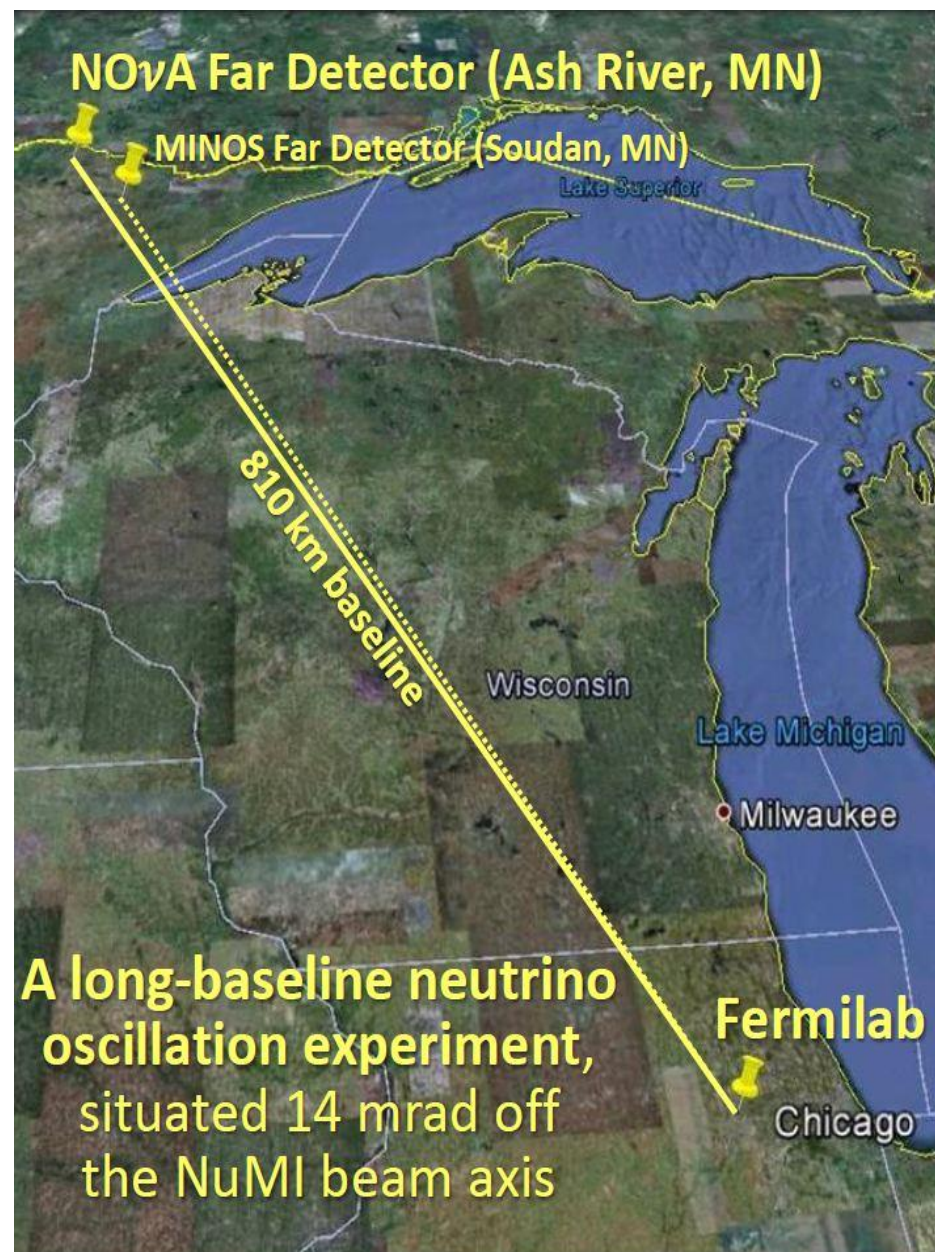 NOνA Far Detector (Ash River, MN)
MINOS Far Detector (Soudan, MN)
Lake Superior
810 km baseline
Wisconsin
Lake Michigan
Milwaukee
A long-baseline neutrino
oscillation experiment,
situated 14 mrad off
the NuMI beam axis
Fermilab
Chicago